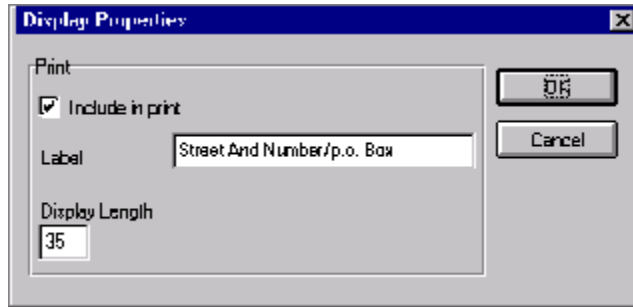 Display Properties
Print
Include in print
OK
Label
Street And Number/p.o. Box
Cancel
Display Length
35